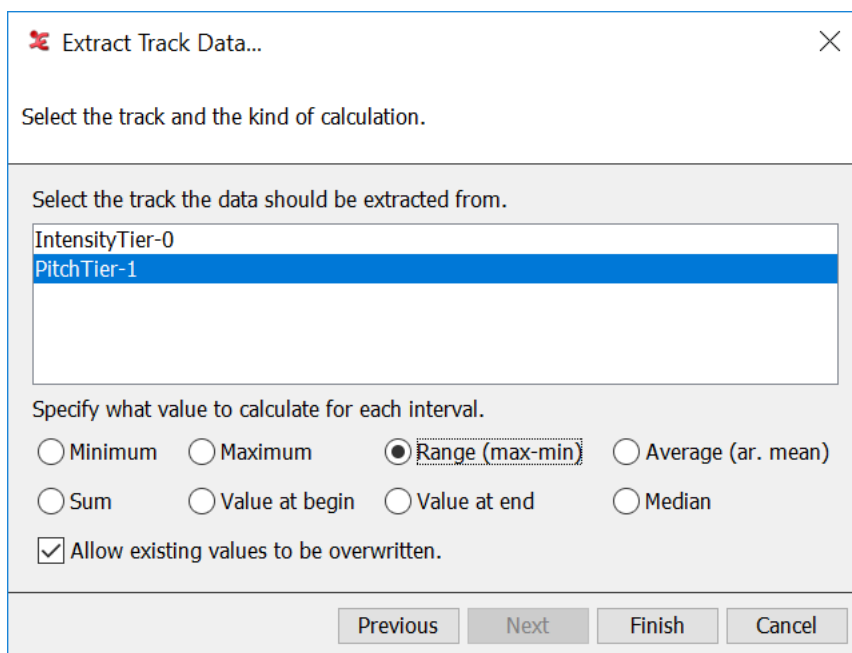 Extract Track Data...
Select the track and the kind of calculation.
Select the track the data should be extracted from.
IntensityTier-0
PitchTier-1
Specify what value to calculate for each interval.
Minimum Maximum Range (max-min) Average (ar. mean)
Sum Value at begin Value at end Median
Allow existing values to be overwritten.
Previous Next Finish Cancel